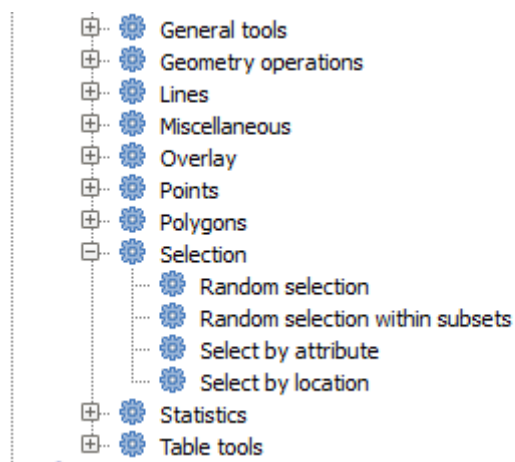 General tools
Geometry operations
Lines
Miscellaneous
Overlay
Points
Polygons
Selection
Random selection
Random selection within subsets
Select by attribute
Select by location
Statistics
Table tools